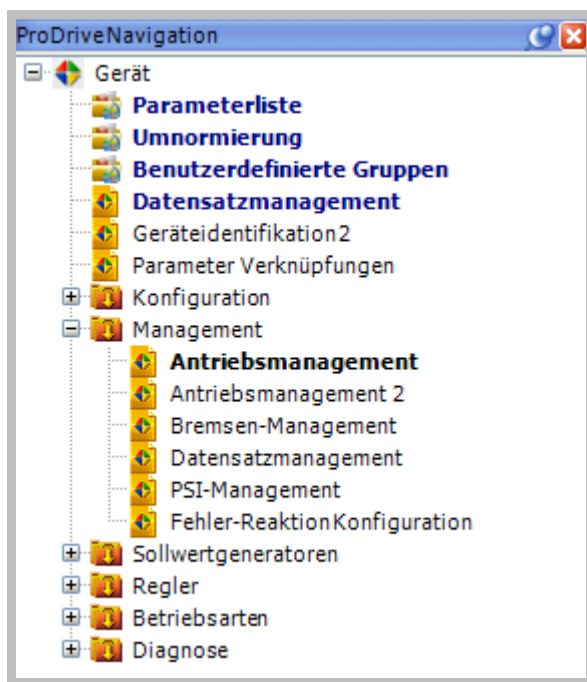 ProDriveNavigation
Gerät
Parameterliste
Umnormierung
Benutzerdefinierte Gruppen
Datensatzmanagement
Geräteidentifikation2
Parameter Verknüpfungen
Konfiguration
Management
Antriebsmanagement
Antriebsmanagement 2
Bremsen-Management
Datensatzmanagement
PSI-Management
Fehler-Reaktion Konfiguration
Sollwertgeneratoren
Regler
Betriebsarten
Diagnose